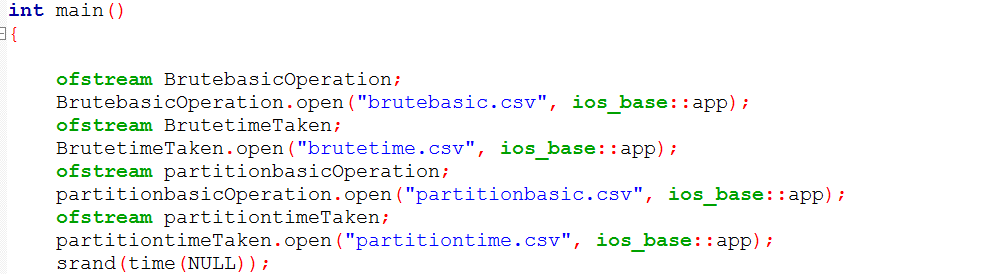 int main()
{
ofstream BrutebasicOperation;
BrutebasicOperation.open("brutebasic.csv", ios_base::app);
ofstream BrutetimeTaken;
BrutetimeTaken.open("brutetime.csv", ios_base::app);
ofstream partitionbasicOperation;
partitionbasicOperation.open("partitionbasic.csv", ios_base::app);
ofstream partitiontimeTaken;
partitiontimeTaken.open("partitiontime.csv", ios_base::app);
srand(time(NULL));